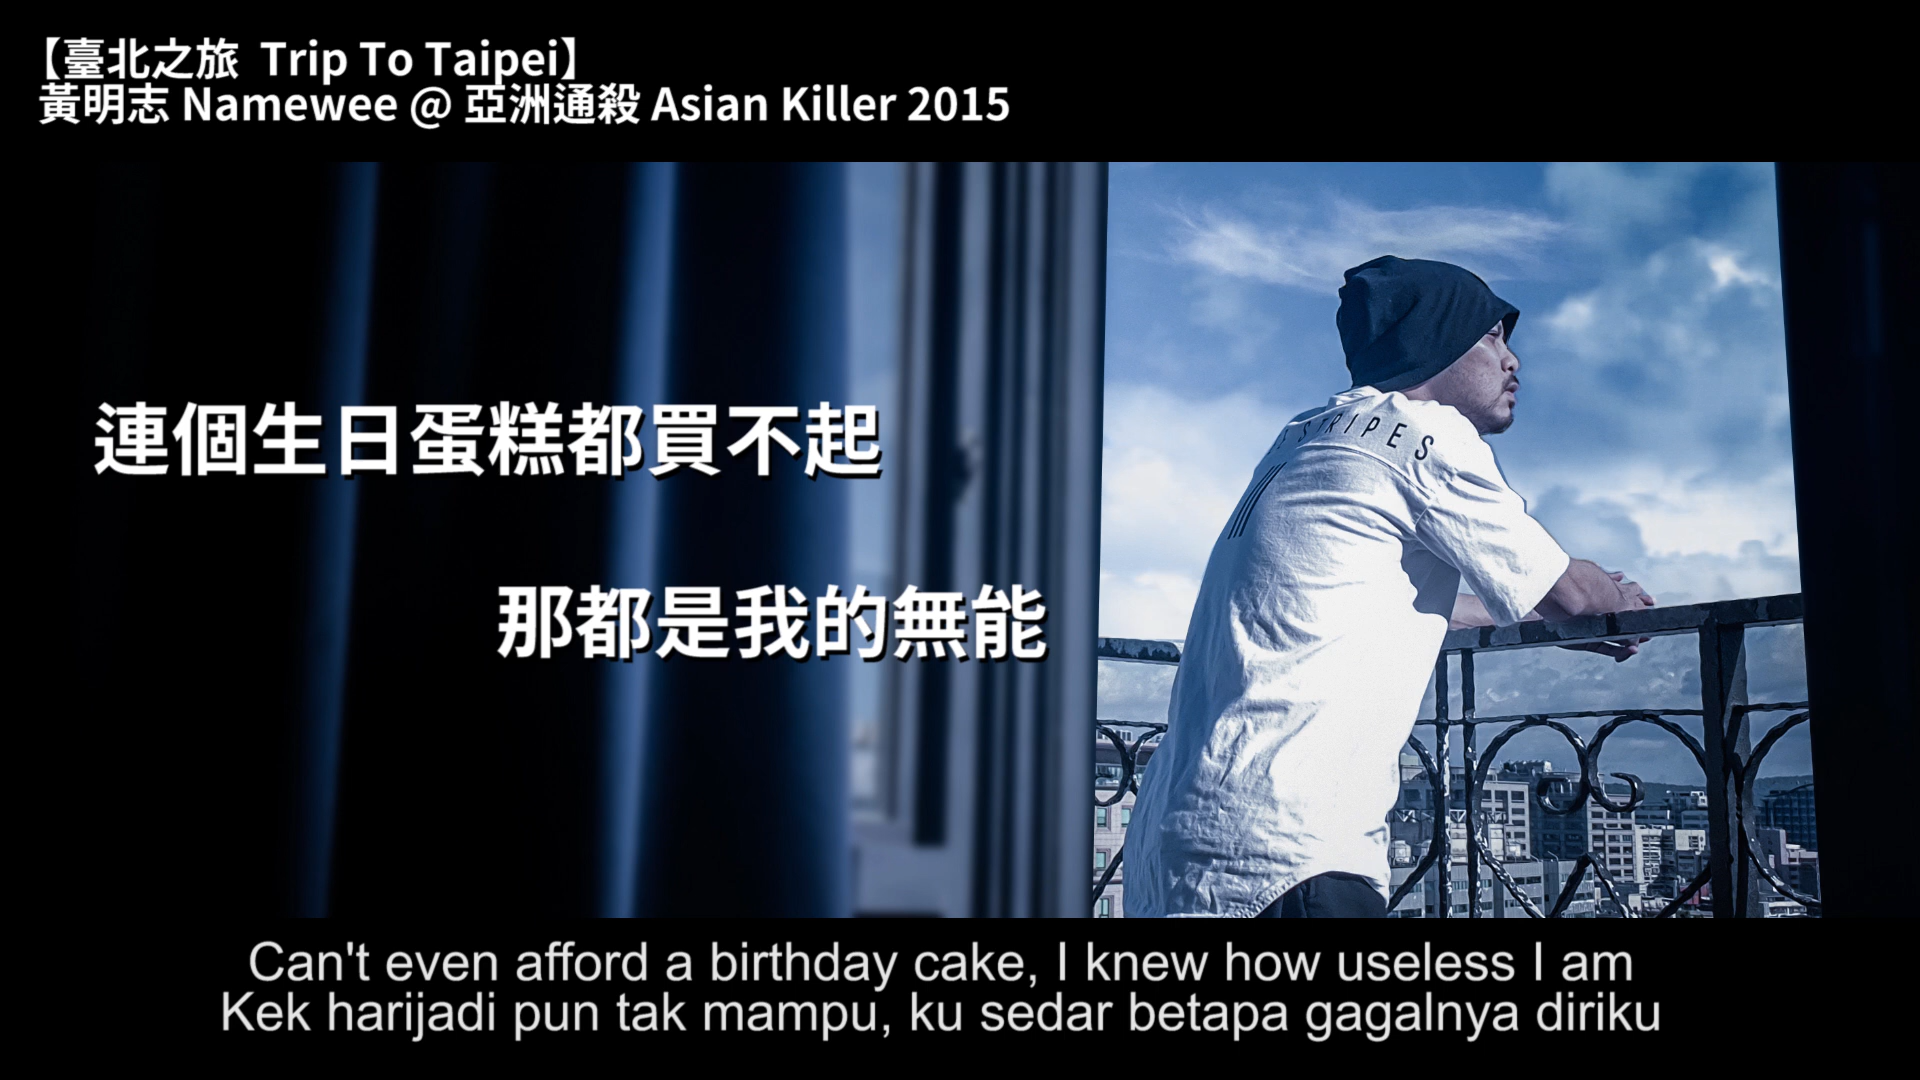 【臺北之旅 Trip To Taipei】
黃明志 Namewee @ 亞洲通殺 Asian Killer 2015
連個生日蛋糕都買不起
那都是我的無能
STRIPES
Can't even afford a birthday cake, I knew how useless I am
Kek harijadi pun tak mampu, ku sedar betapa gagalnya diriku